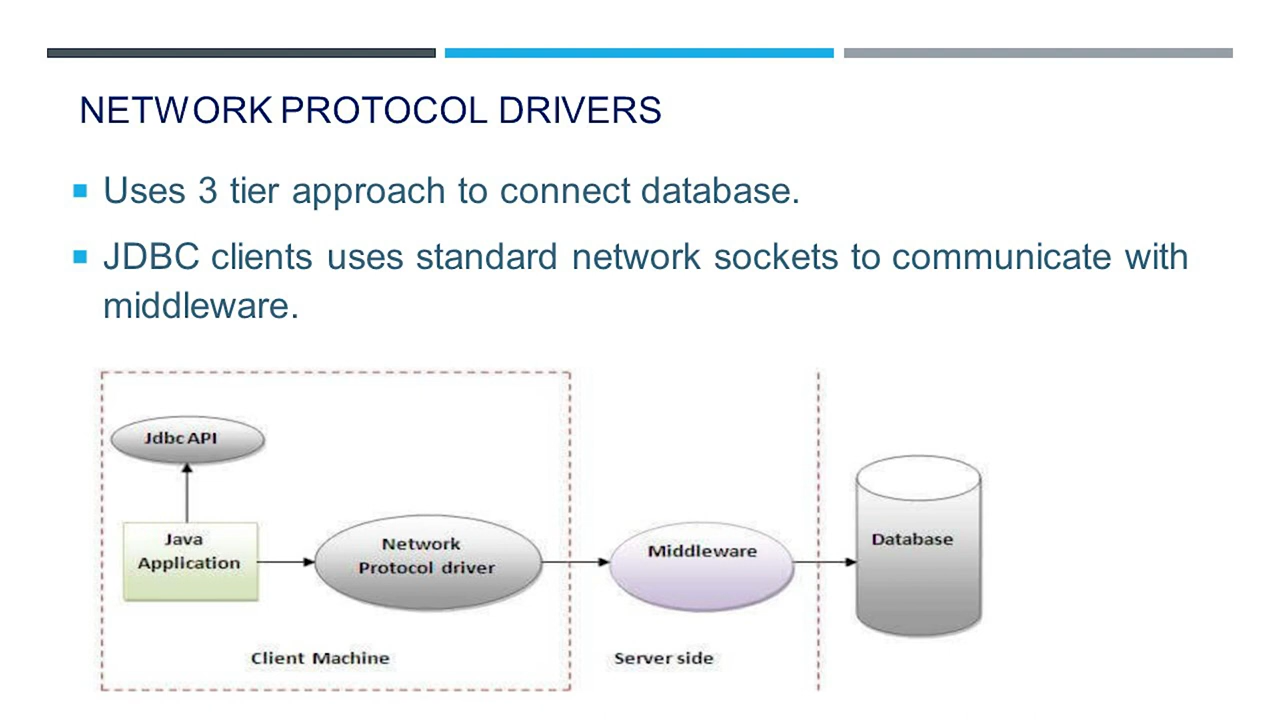 NETWORK PROTOCOL DRIVERS
Uses 3 tier approach to connect database.
JDBC clients uses standard network sockets to communicate with
middleware.
Jdbc API
Java
Application
Network
Protocol driver
Middleware
Database
Client Machine
Server side